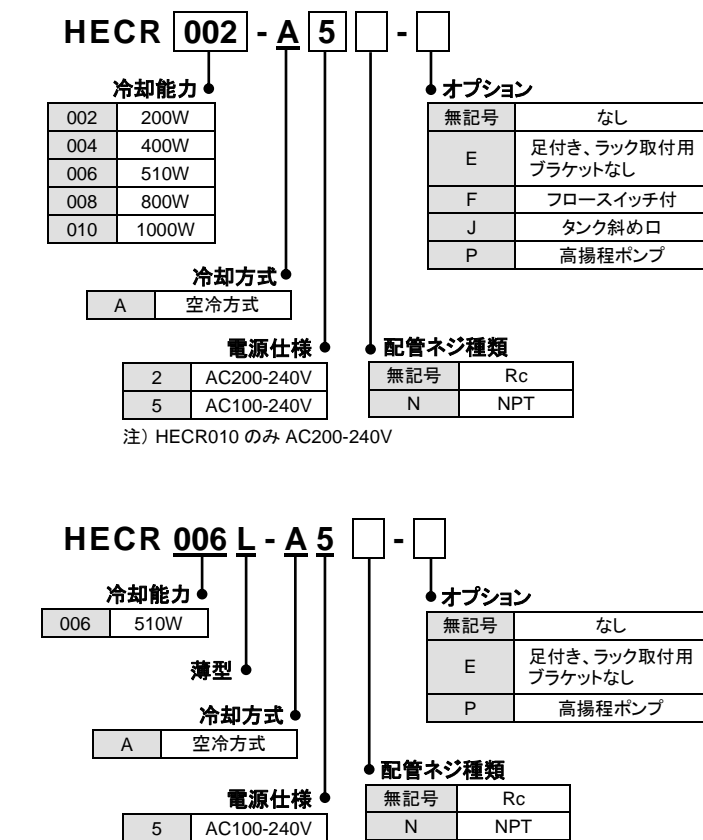 HECR 002 - A 5 □ - □
冷却能力
002 200W
004 400W
006 510W
008 800W
010 1000W
オプション
無記号 なし
E 足付き、ラック取付用
ブラケットなし
F フロースイッチ付
J タンク斜め口
P 高揚程ポンプ
冷却方式
A 空冷方式
電源仕様
2 AC200-240V
5 AC100-240V
注） HECR010 のみ AC200-240V
配管ネジ種類
無記号 Rc
N NPT
HECR 006 L - A 5 □ - □
冷却能力
006 510W
薄型
冷却方式
A 空冷方式
電源仕様
5 AC100-240V
オプション
無記号 なし
E 足付き、ラック取付用
ブラケットなし
P 高揚程ポンプ
配管ネジ種類
無記号 Rc
N NPT